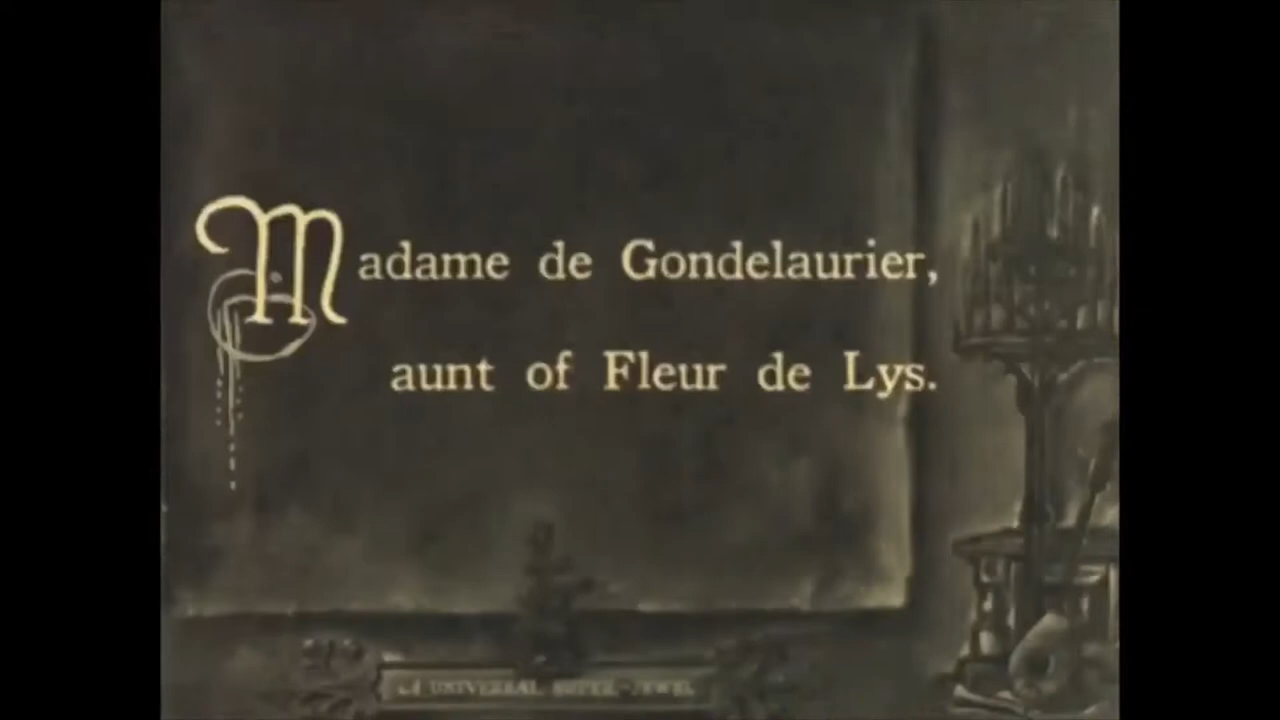 Madame de Gondelaurier,
aunt of Fleur de Lys.
A UNIVERSAL SUPER-JEWEL